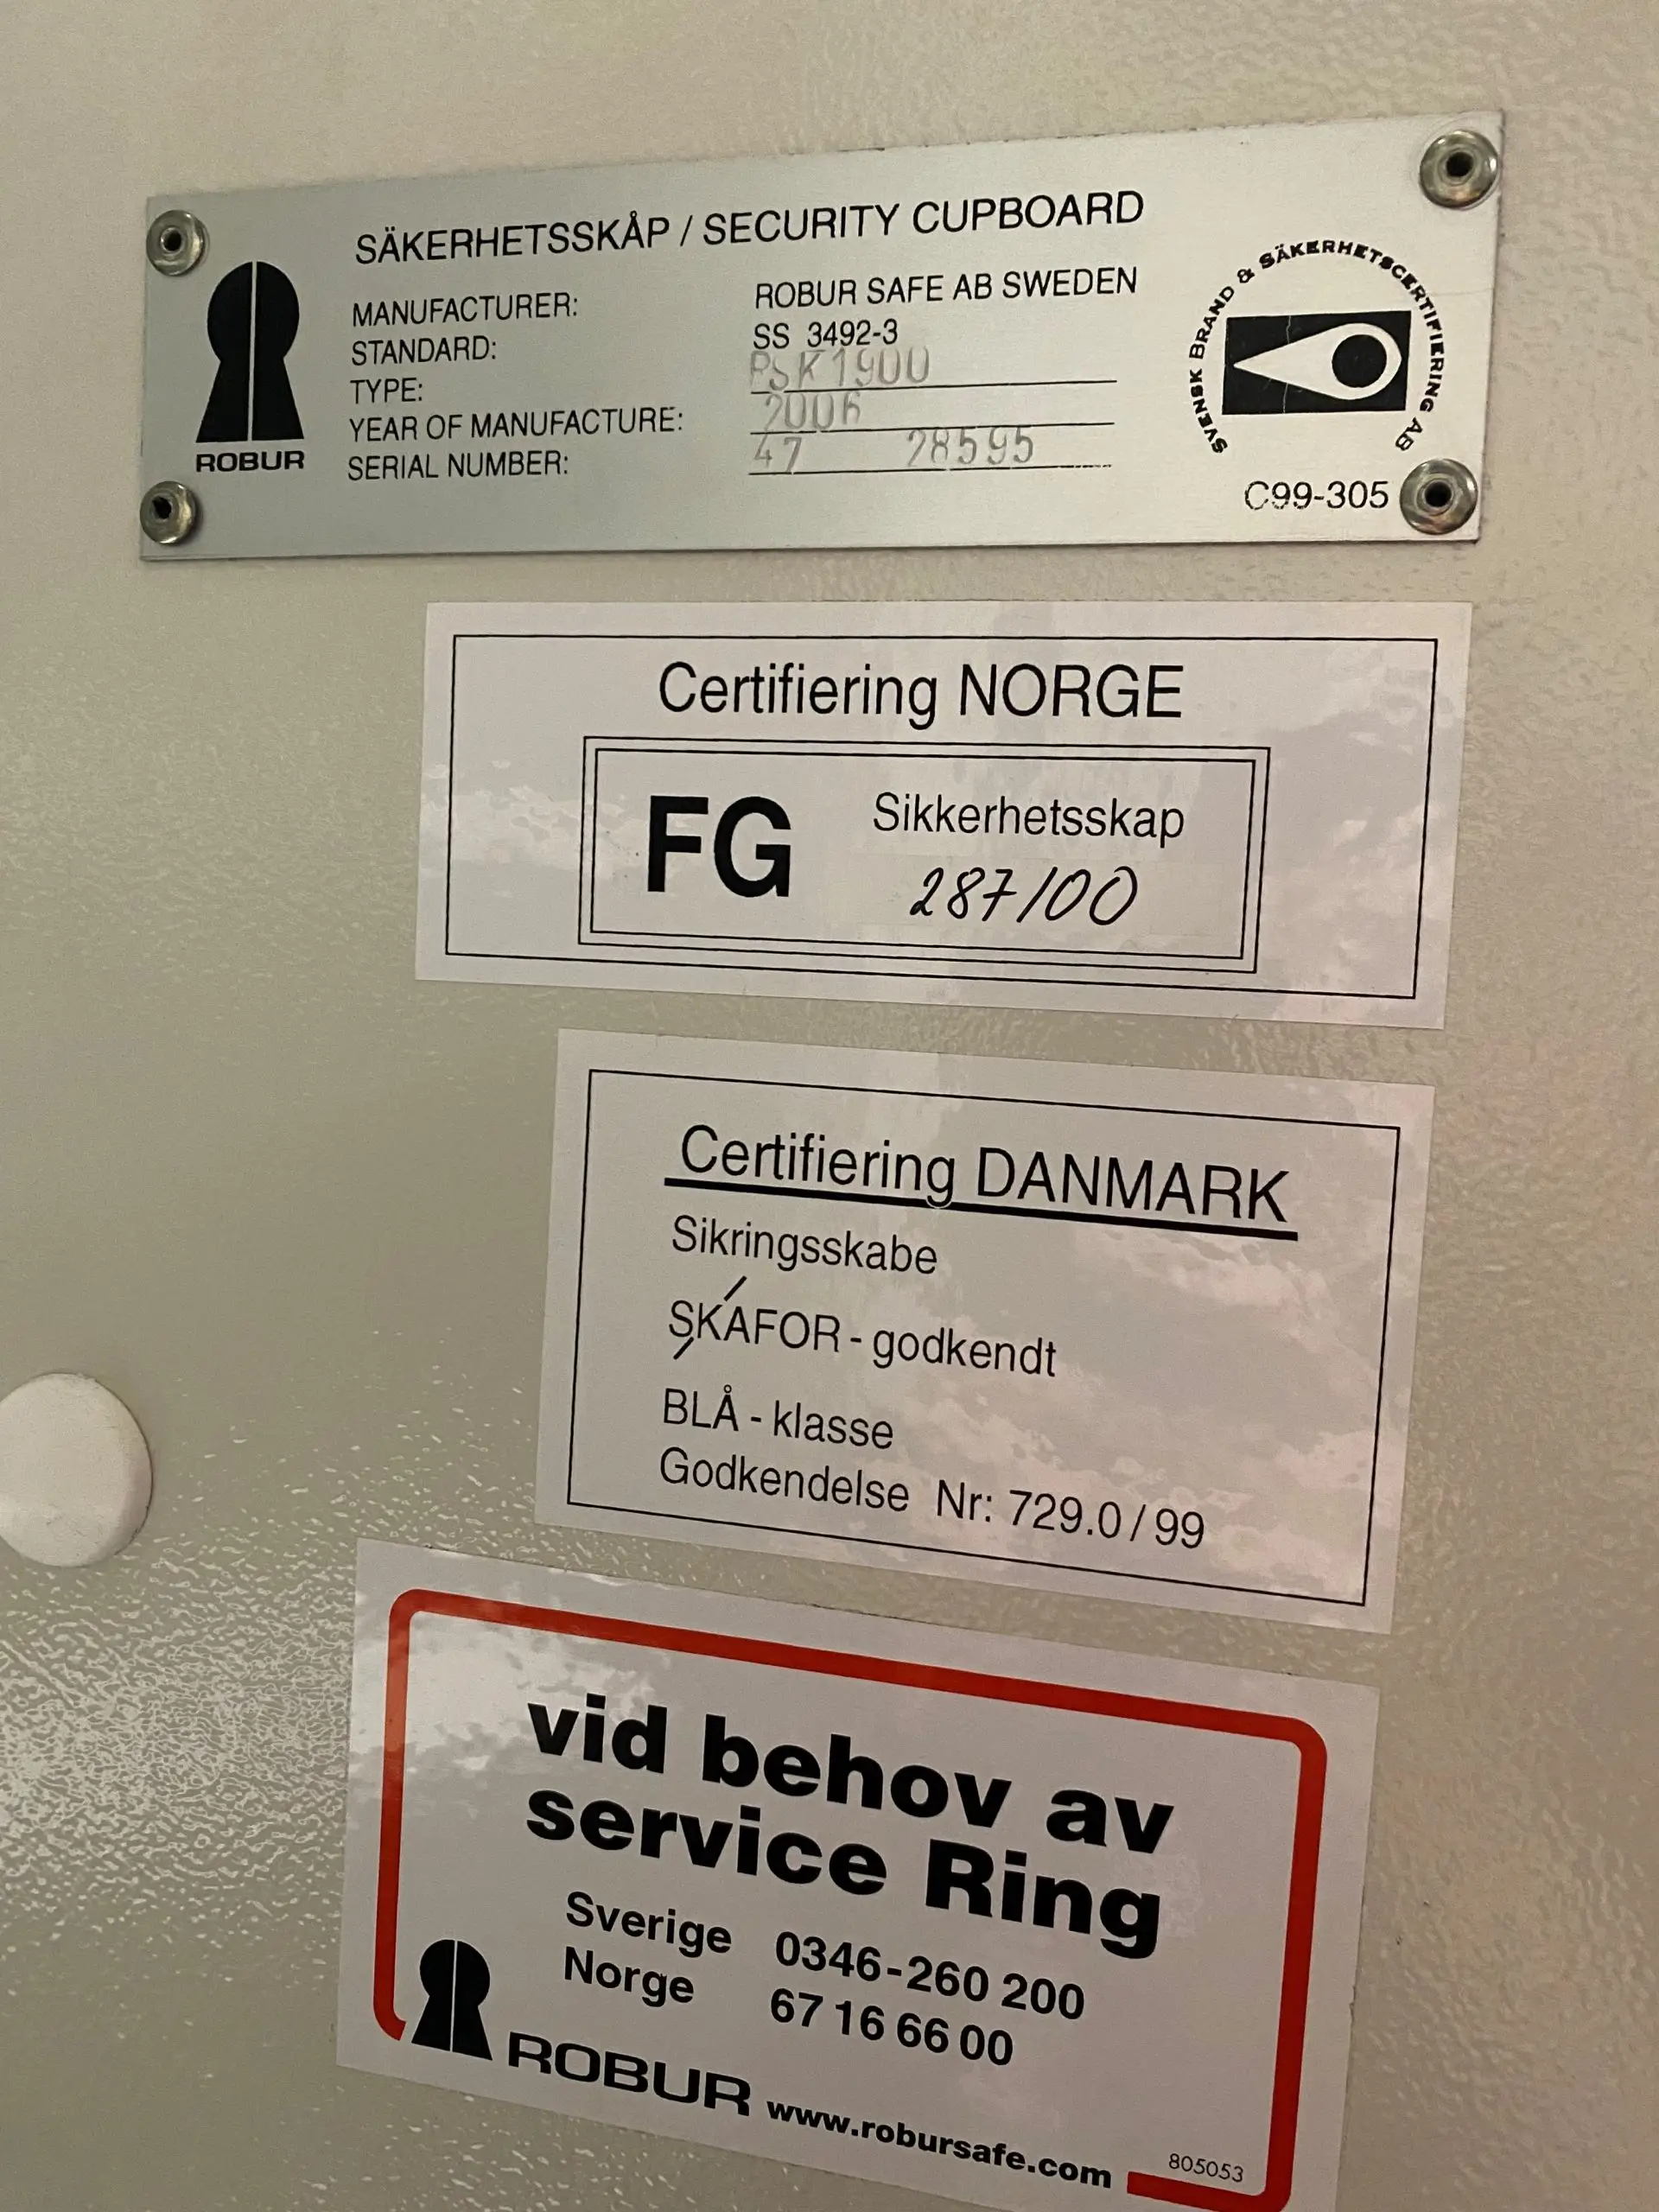 SÄKERHETSSKÅP / SECURITY CUPBOARD
MANUFACTURER: ROBUR SAFE AB SWEDEN
STANDARD: SS 3492-3
TYPE: PSK1900
YEAR OF MANUFACTURE: 2006
SERIAL NUMBER: 47 28595
ROBUR
SVENSK BRAND & SÄKERHETSCERTIFIERING AB
C99-305
Certifiering NORGE
FG Sikkerhetsskap
287/00
Certifiering DANMARK
Sikringsskabe
SKAFOR - godkendt
BLÅ - klasse
Godkendelse Nr: 729.0/99
vid behov av
service Ring
Sverige 0346-260 200
Norge 67 16 66 00
ROBUR www.robursafe.com
805053